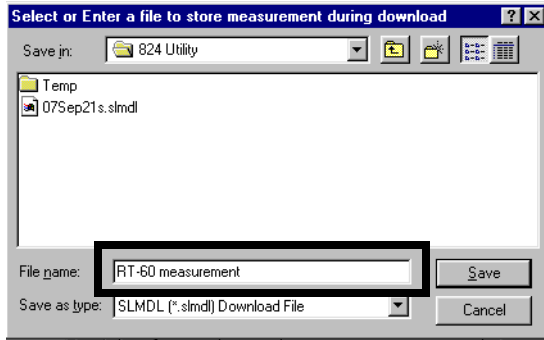 Select or Enter a file to store measurement during download
Save in: 824 Utility
Temp
07Sep21s.slmdl
File name: RT-60 measurement Save
Save as type: SLMDL (*.slmdl) Download File Cancel